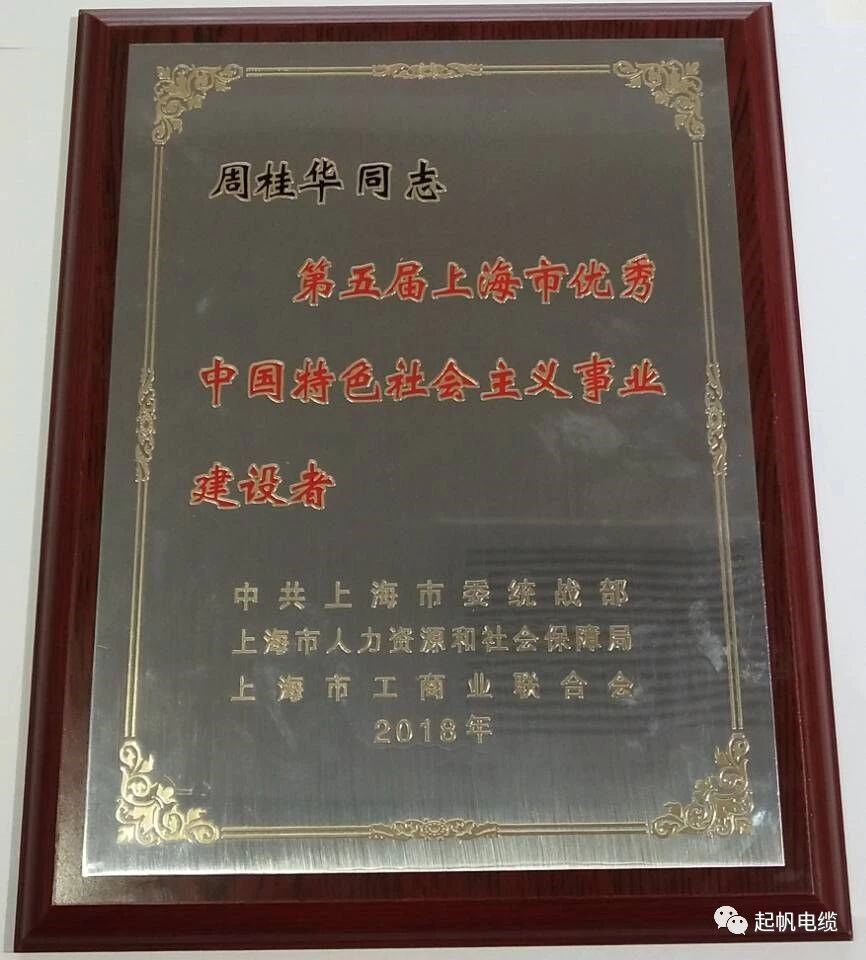 周桂华同志
第五届上海市优秀
中国特色社会主义事业
建设者
中共上海市委统战部
上海市人力资源和社会保障局
上海市工商业联合会
2018年
起帆电缆